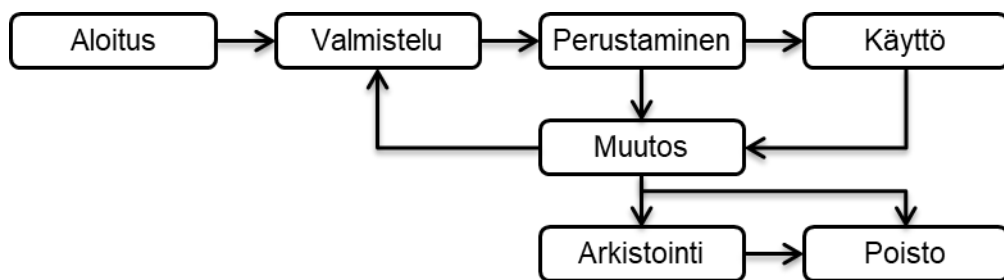 Aloitus
Valmistelu
Perustaminen
Käyttö
Muutos
Arkistointi
Poisto